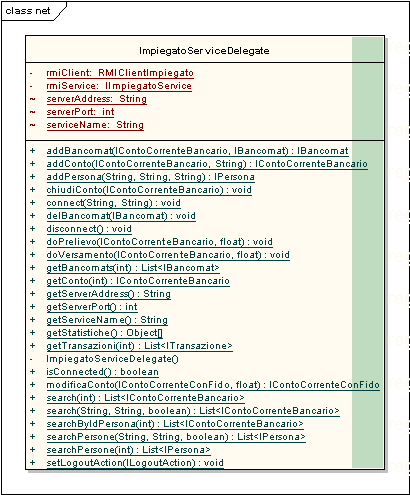 class net
ImpiegatoServiceDelegate
- rmiClient: RMIClientImpiegato
- rmiService: IImpiegatoService
~ serverAddress: String
~ serverPort: int
~ serviceName: String
+ addBancomat(IContoCorrenteBancario, IBancomat) : IBancomat
+ addConto(IContoCorrenteBancario, String) : IContoCorrenteBancario
+ addPersona(String, String, String) : IPersona
+ chiudiConto(IContoCorrenteBancario) : void
+ connect(String, String) : void
+ delBancomat(IBancomat) : void
+ disconnect() : void
+ doPrelievo(IContoCorrenteBancario, float) : void
+ doVersamento(IContoCorrenteBancario, float) : void
+ getBancomats(int) : List<IBancomat>
+ getConto(int) : IContoCorrenteBancario
+ getServerAddress() : String
+ getServerPort() : int
+ getServiceName() : String
+ getStatistiche() : Object[]
+ getTransazioni(int) : List<ITransazione>
- ImpiegatoServiceDelegate()
+ isConnected() : boolean
+ modificaConto(IContoCorrenteConFido, float) : IContoCorrenteConFido
+ search(int) : List<IContoCorrenteBancario>
+ search(String, String, boolean) : List<IContoCorrenteBancario>
+ searchByIdPersona(int) : List<IContoCorrenteBancario>
+ searchPersone(String, String, boolean) : List<IPersona>
+ searchPersone(int) : List<IPersona>
+ setLogoutAction(ILogoutAction) : void